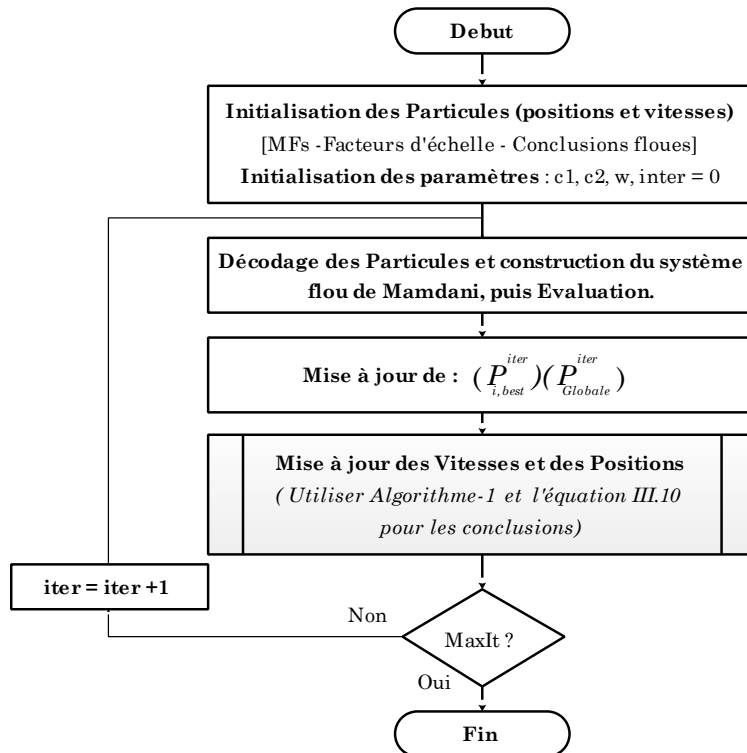 Debut
Initialisation des Particules (positions et vitesses)
[MFs -Facteurs d'échelle - Conclusions floues]
Initialisation des paramètres : c1, c2, w, inter = 0
Décodage des Particules et construction du système
flou de Mamdani, puis Evaluation.
Mise à jour de : (P_{i,best}^{iter})(P_{Globale}^{iter})
Mise à jour des Vitesses et des Positions
( Utiliser Algorithme-1 et l'équation III.10
pour les conclusions)
iter = iter +1
Non
MaxIt ?
Oui
Fin